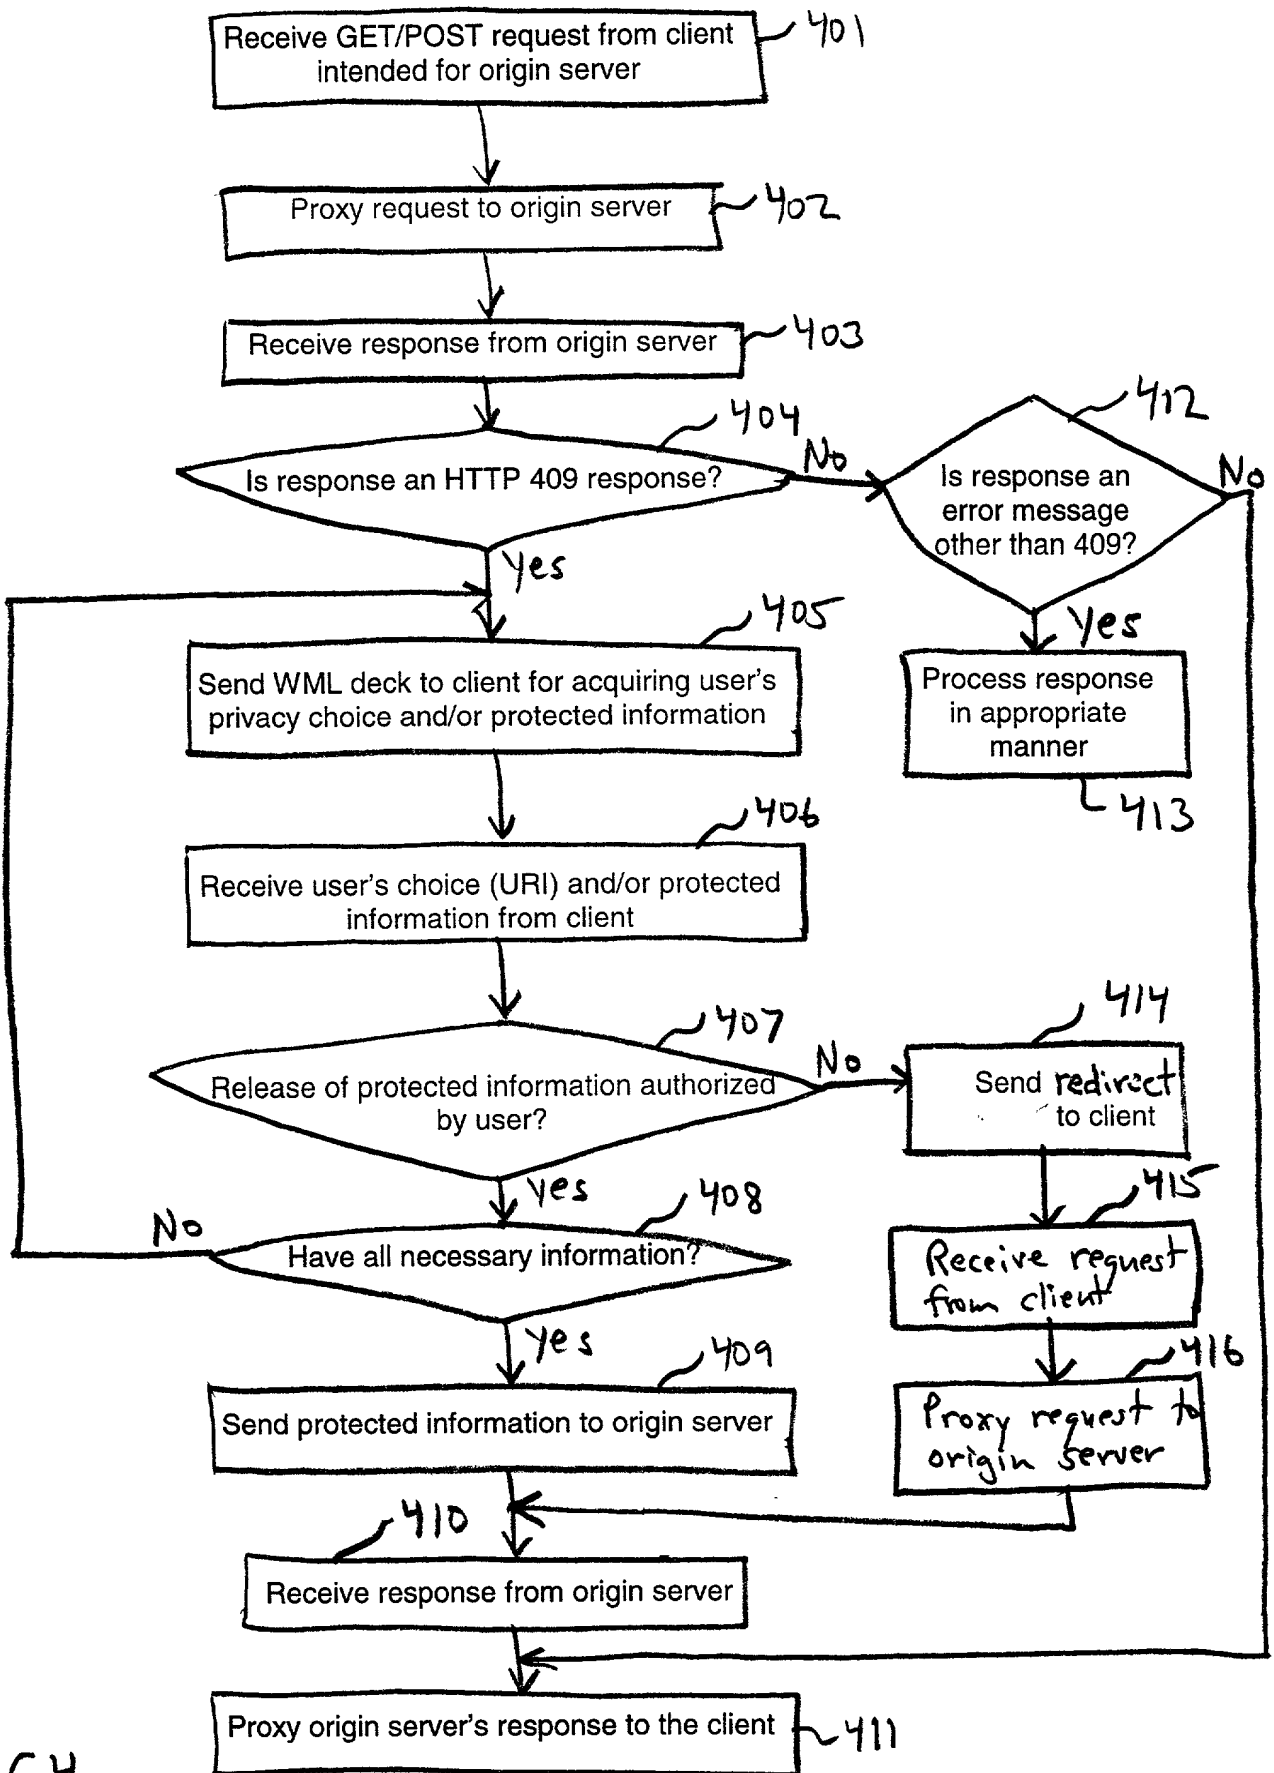 Receive GET/POST request from client
intended for origin server
401
Proxy request to origin server
402
Receive response from origin server
403
Is response an HTTP 409 response?
404
No
Yes
Is response an
error message
other than 409?
412
No
Yes
Process response
in appropriate
manner
413
Send WML deck to client for acquiring user's
privacy choice and/or protected information
405
Receive user's choice (URI) and/or protected
information from client
406
Release of protected information authorized
by user?
407
No
Yes
Send redirect
to client
414
Receive request
from client
415
Proxy request to
origin server
416
Have all necessary information?
408
No
Yes
Send protected information to origin server
409
Receive response from origin server
410
Proxy origin server's response to the client
411